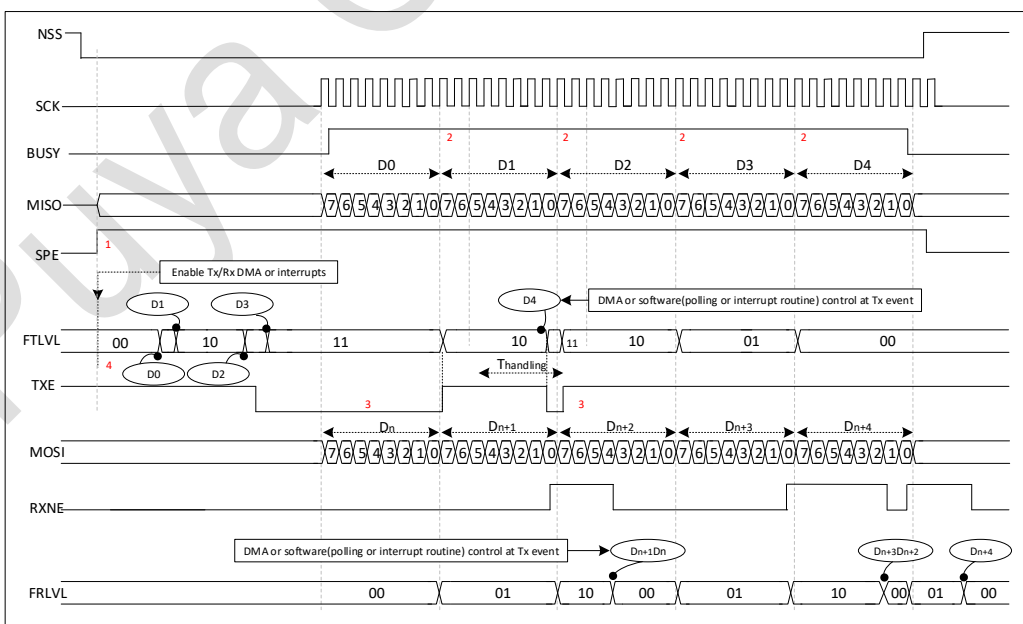 Puya
NSS
SCK
BUSY
2 2 2 2
D0 D1 D2 D3 D4
MISO
7 6 5 4 3 2 1 0 7 6 5 4 3 2 1 0 7 6 5 4 3 2 1 0 7 6 5 4 3 2 1 0 7 6 5 4 3 2 1 0
SPE
1
Enable Tx/Rx DMA or interrupts
D1 D3 D4 DMA or software(polling or interrupt routine) control at Tx event
FTLVL
00 10 11 10 11 10 01 00
4 D0 D2 Thandling
TXE
3 3
Dn Dn+1 Dn+2 Dn+3 Dn+4
MOSI
7 6 5 4 3 2 1 0 7 6 5 4 3 2 1 0 7 6 5 4 3 2 1 0 7 6 5 4 3 2 1 0 7 6 5 4 3 2 1 0
RXNE
DMA or software(polling or interrupt routine) control at Tx event Dn+1Dn Dn+3Dn+2 Dn+4
FRLVL
00 01 10 00 01 10 00 01 00